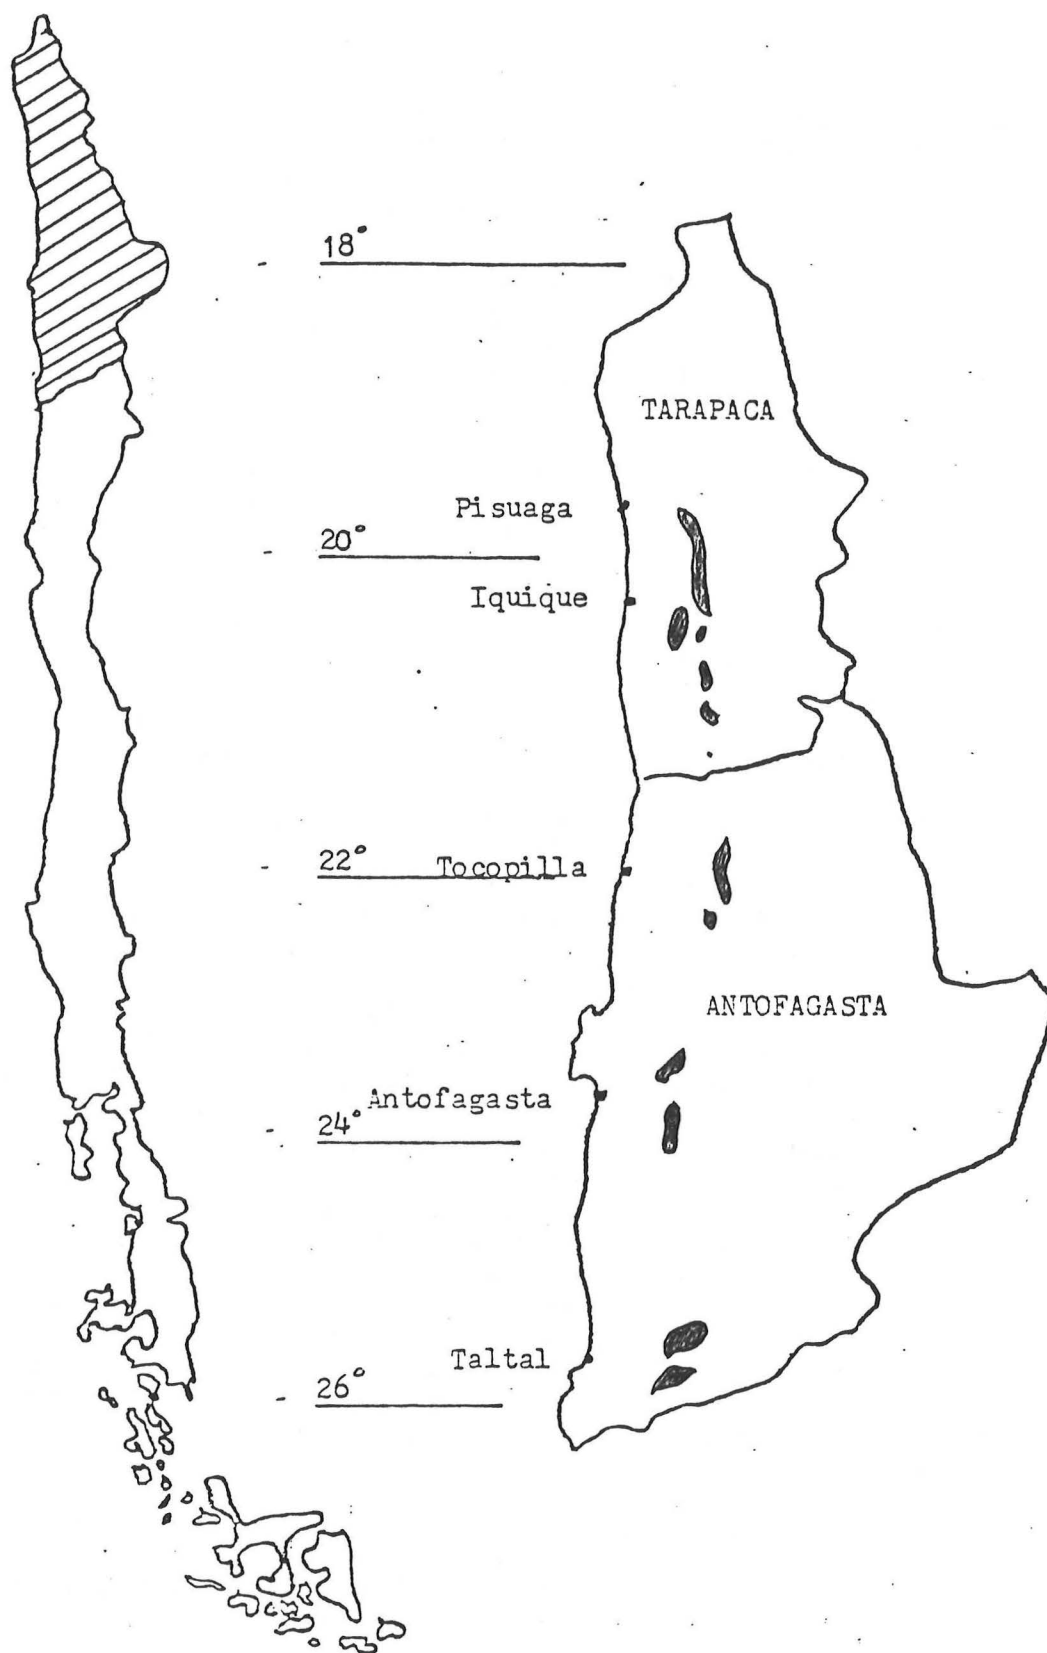 18°
TARAPACA
Pisuaga
20°
Iquique
22°
Tocopilla
ANTOFAGASTA
Antofagasta
24°
Taltal
26°